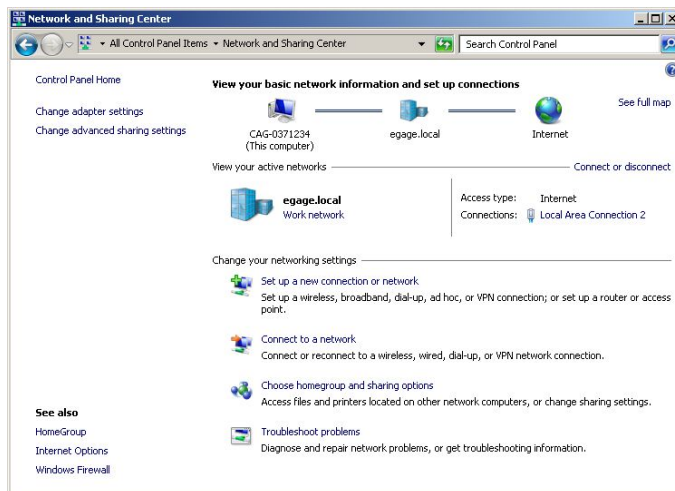 Network and Sharing Center
All Control Panel Items
Network and Sharing Center
Search Control Panel
Control Panel Home
Change adapter settings
Change advanced sharing settings
View your basic network information and set up connections
See full map
CAG-0371234
(This computer)
egage.local
Internet
View your active networks
Connect or disconnect
egage.local
Work network
Access type: Internet
Connections: Local Area Connection 2
Change your networking settings
Set up a new connection or network
Set up a wireless, broadband, dial-up, ad hoc, or VPN connection; or set up a router or access
point.
Connect to a network
Connect or reconnect to a wireless, wired, dial-up, or VPN network connection.
Choose homegroup and sharing options
Access files and printers located on other network computers, or change sharing settings.
Troubleshoot problems
Diagnose and repair network problems, or get troubleshooting information.
See also
HomeGroup
Internet Options
Windows Firewall